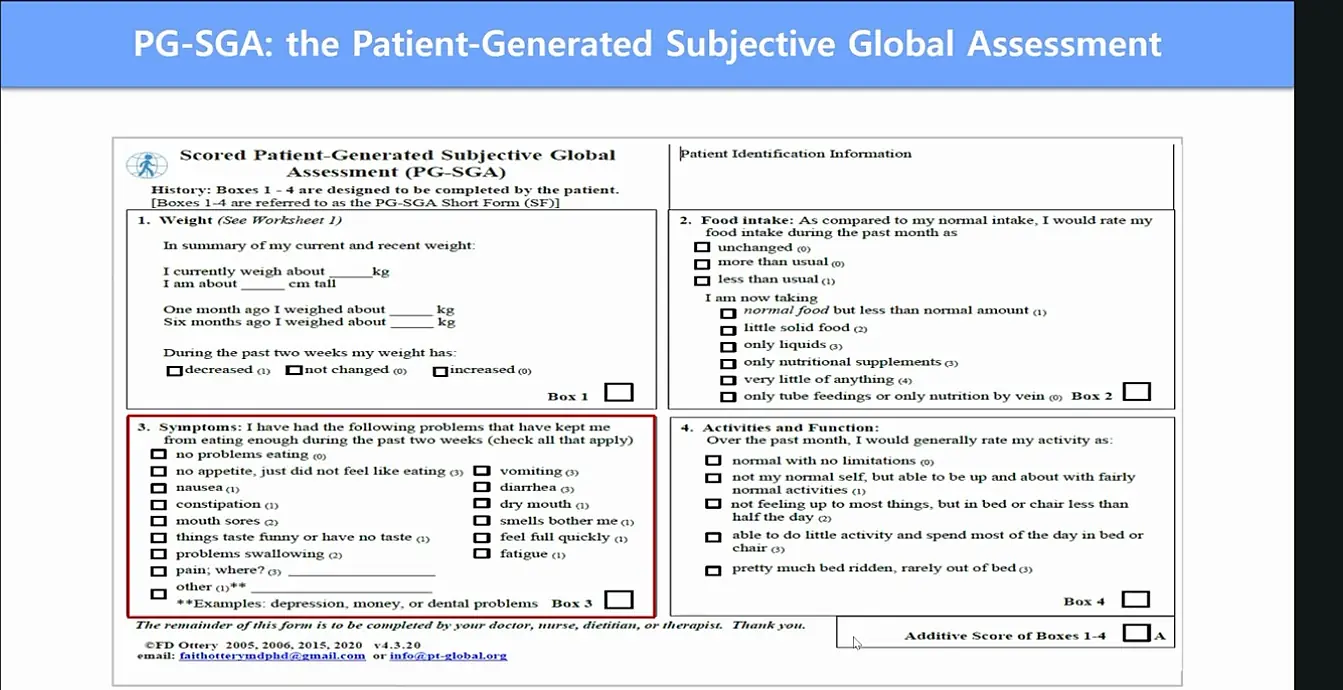 PG-SGA: the Patient-Generated Subjective Global Assessment
Scored Patient-Generated Subjective Global
Assessment (PG-SGA)
History: Boxes 1 - 4 are designed to be completed by the patient.
[Boxes 1-4 are referred to as the PG-SGA Short Form (SF)]
Patient Identification Information
1. Weight (See Worksheet 1)
In summary of my current and recent weight:
I currently weigh about ______kg
I am about ______ cm tall
One month ago I weighed about ______ kg
Six months ago I weighed about ______ kg
During the past two weeks my weight has:
decreased (1) not changed (0) increased (0)
Box 1
2. Food intake: As compared to my normal intake, I would rate my
food intake during the past month as
unchanged (0)
more than usual (0)
less than usual (1)
I am now taking
normal food but less than normal amount (1)
little solid food (2)
only liquids (3)
only nutritional supplements (3)
very little of anything (4)
only tube feedings or only nutrition by vein (0) Box 2
3. Symptoms: I have had the following problems that have kept me
from eating enough during the past two weeks (check all that apply)
no problems eating (0)
no appetite, just did not feel like eating (3) vomiting (3)
nausea (1) diarrhea (3)
constipation (1) dry mouth (1)
mouth sores (2) smells bother me (1)
things taste funny or have no taste (1) feel full quickly (1)
problems swallowing (2) fatigue (1)
pain; where? (3) ____________________
other (1)** ________________________
**Examples: depression, money, or dental problems Box 3
4. Activities and Function:
Over the past month, I would generally rate my activity as:
normal with no limitations (0)
not my normal self, but able to be up and about with fairly
normal activities (1)
not feeling up to most things, but in bed or chair less than
half the day (2)
able to do little activity and spend most of the day in bed or
chair (3)
pretty much bed ridden, rarely out of bed (3)
Box 4
The remainder of this form is to be completed by your doctor, nurse, dietitian, or therapist. Thank you.
Additive Score of Boxes 1-4 A
©FD Ottery 2005, 2006, 2015, 2020 v4.3.20
email: faithotterymdphd@gmail.com or info@pt-global.org